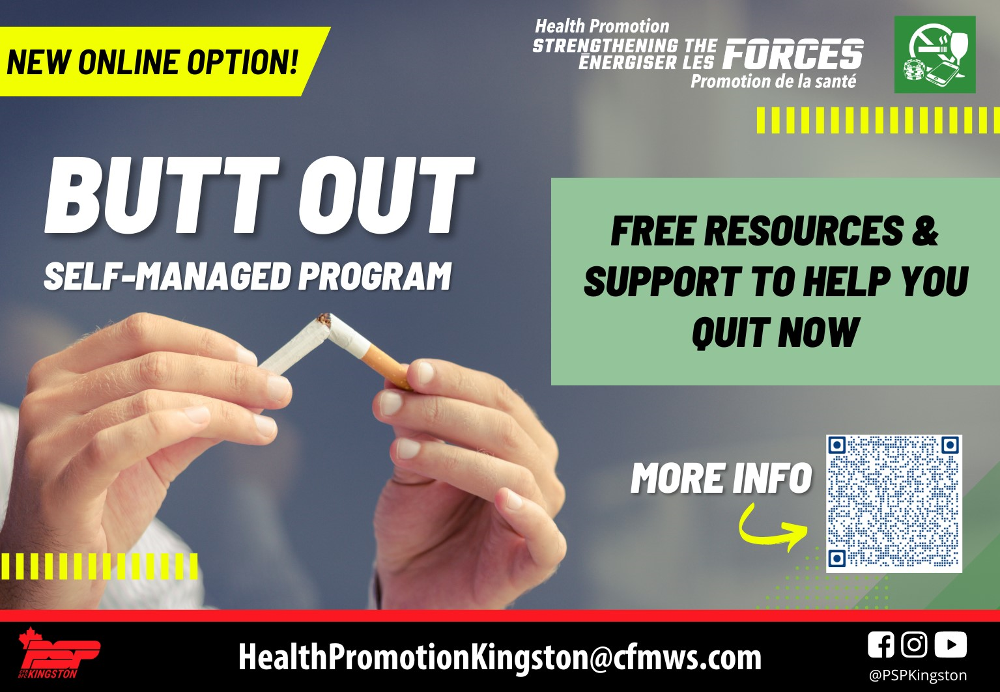 NEW ONLINE OPTION!
Health Promotion
STRENGTHENING THE
ÉNERGISER LES
FORCES
Promotion de la santé
BUTT OUT
SELF-MANAGED PROGRAM
FREE RESOURCES &
SUPPORT TO HELP YOU
QUIT NOW
MORE INFO
PSP
CFB
BFC
KINGSTON
HealthPromotionKingston@cfmws.com
@PSPKingston